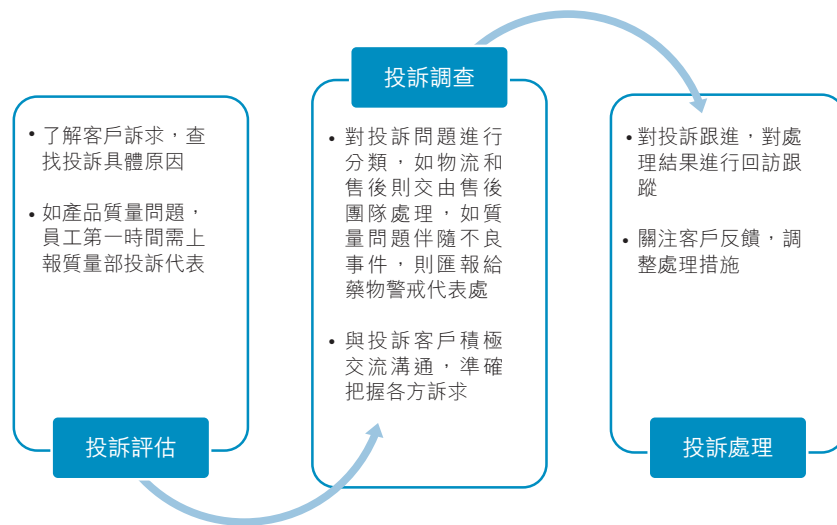 • 了解客戶訴求，查
找投訴具體原因
• 如產品質量問題，
員工第一時間需上
報質量部投訴代表
投訴評估
投訴調查
• 對投訴問題進行
分類，如物流和
售後則交由售後
團隊處理，如質
量問題伴隨不良
事件，則匯報給
藥物警戒代表處
• 與投訴客戶積極
交流溝通，準確
把握各方訴求
• 對投訴跟進，對處
理結果進行回訪跟
蹤
• 關注客戶反饋，調
整處理措施
投訴處理